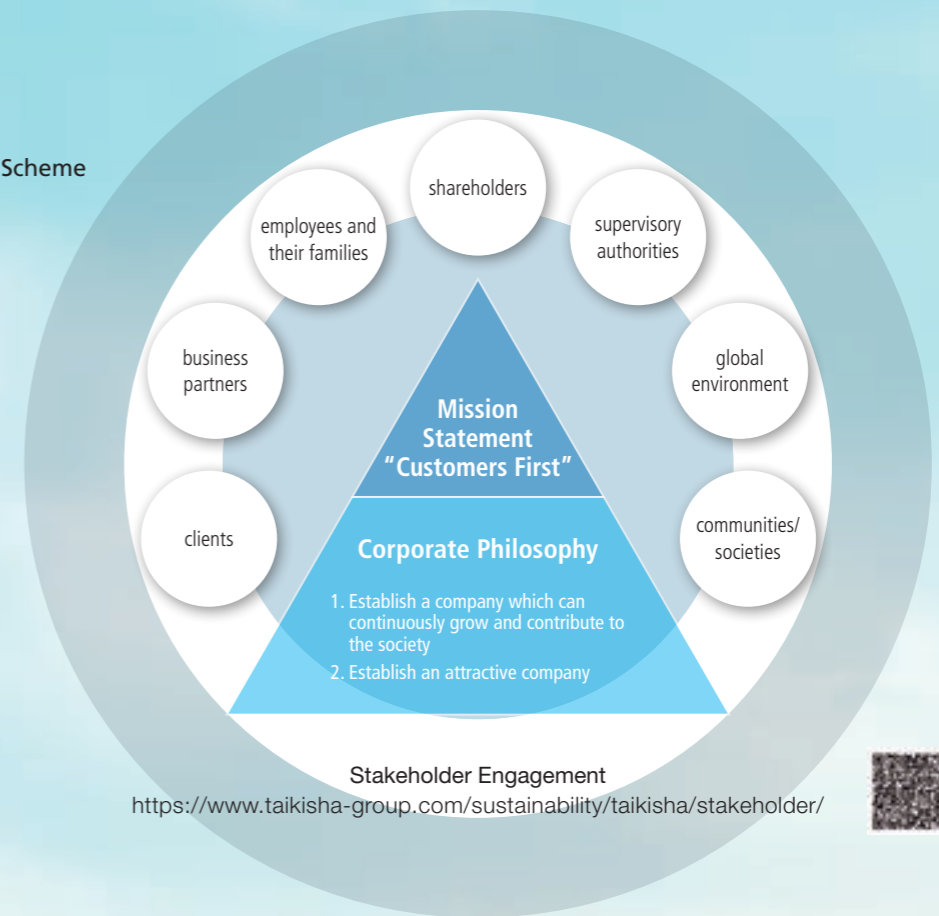 Scheme
shareholders
employees and
their families
supervisory
authorities
business
partners
global
environment
clients
communities/
societies
Mission
Statement
“Customers First”
Corporate Philosophy
1. Establish a company which can
continuously grow and contribute to
the society
2. Establish an attractive company
Stakeholder Engagement
https://www.taikisha-group.com/sustainability/taikisha/stakeholder/